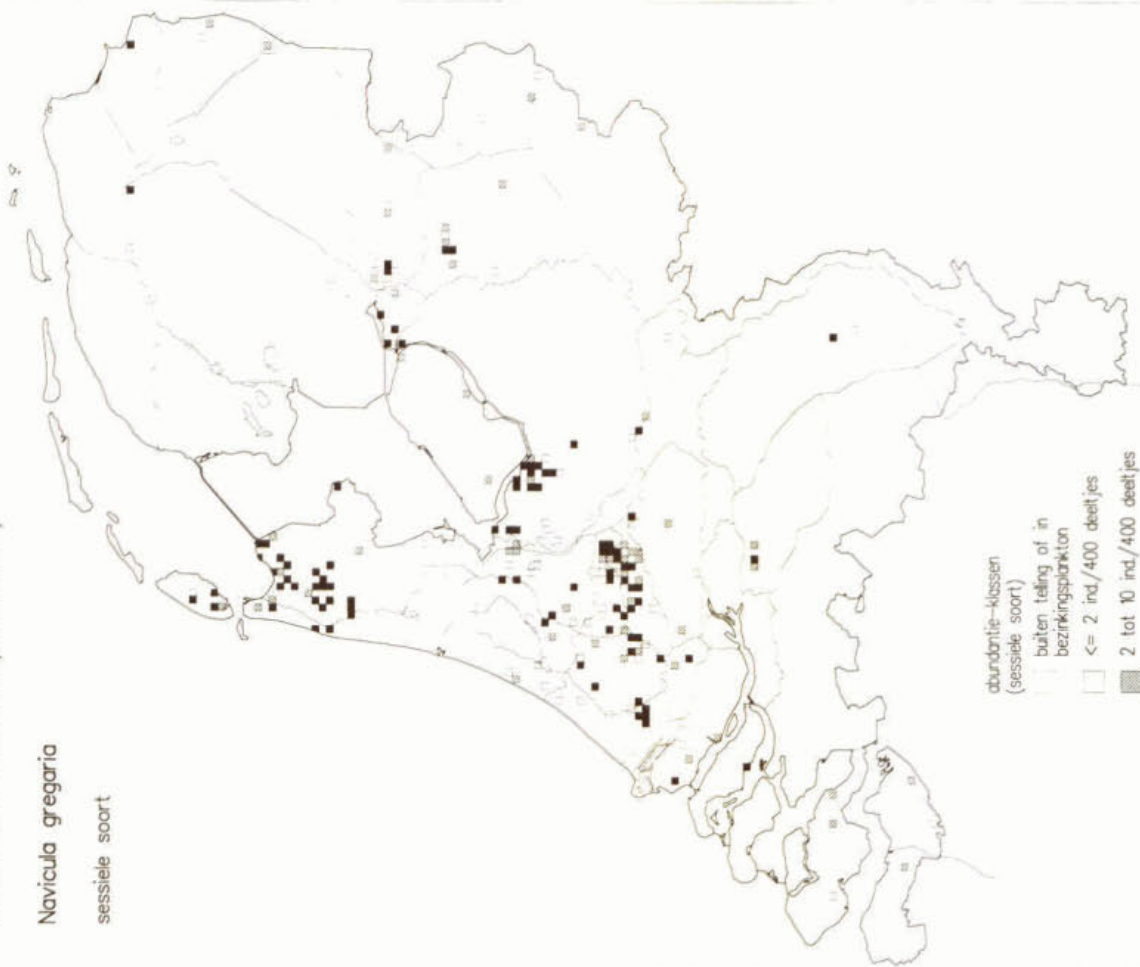 Navicula gregaria
sessiele soort
abundantie-klassen
(sessiele soort)
buiten telling of in
bezinkingsplankton
<= 2 ind./400 deeltjes
2 tot 10 ind./400 deeltjes